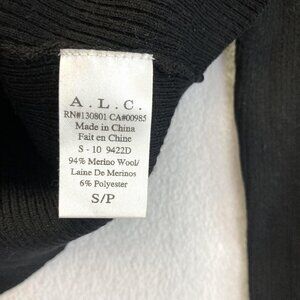 A.L.C.
RN#130801 CA#00985
Made in China
Fait en Chine
S - 10 9422D
94% Merino Wool/
Laine De Merinos
6% Polyester
S/P